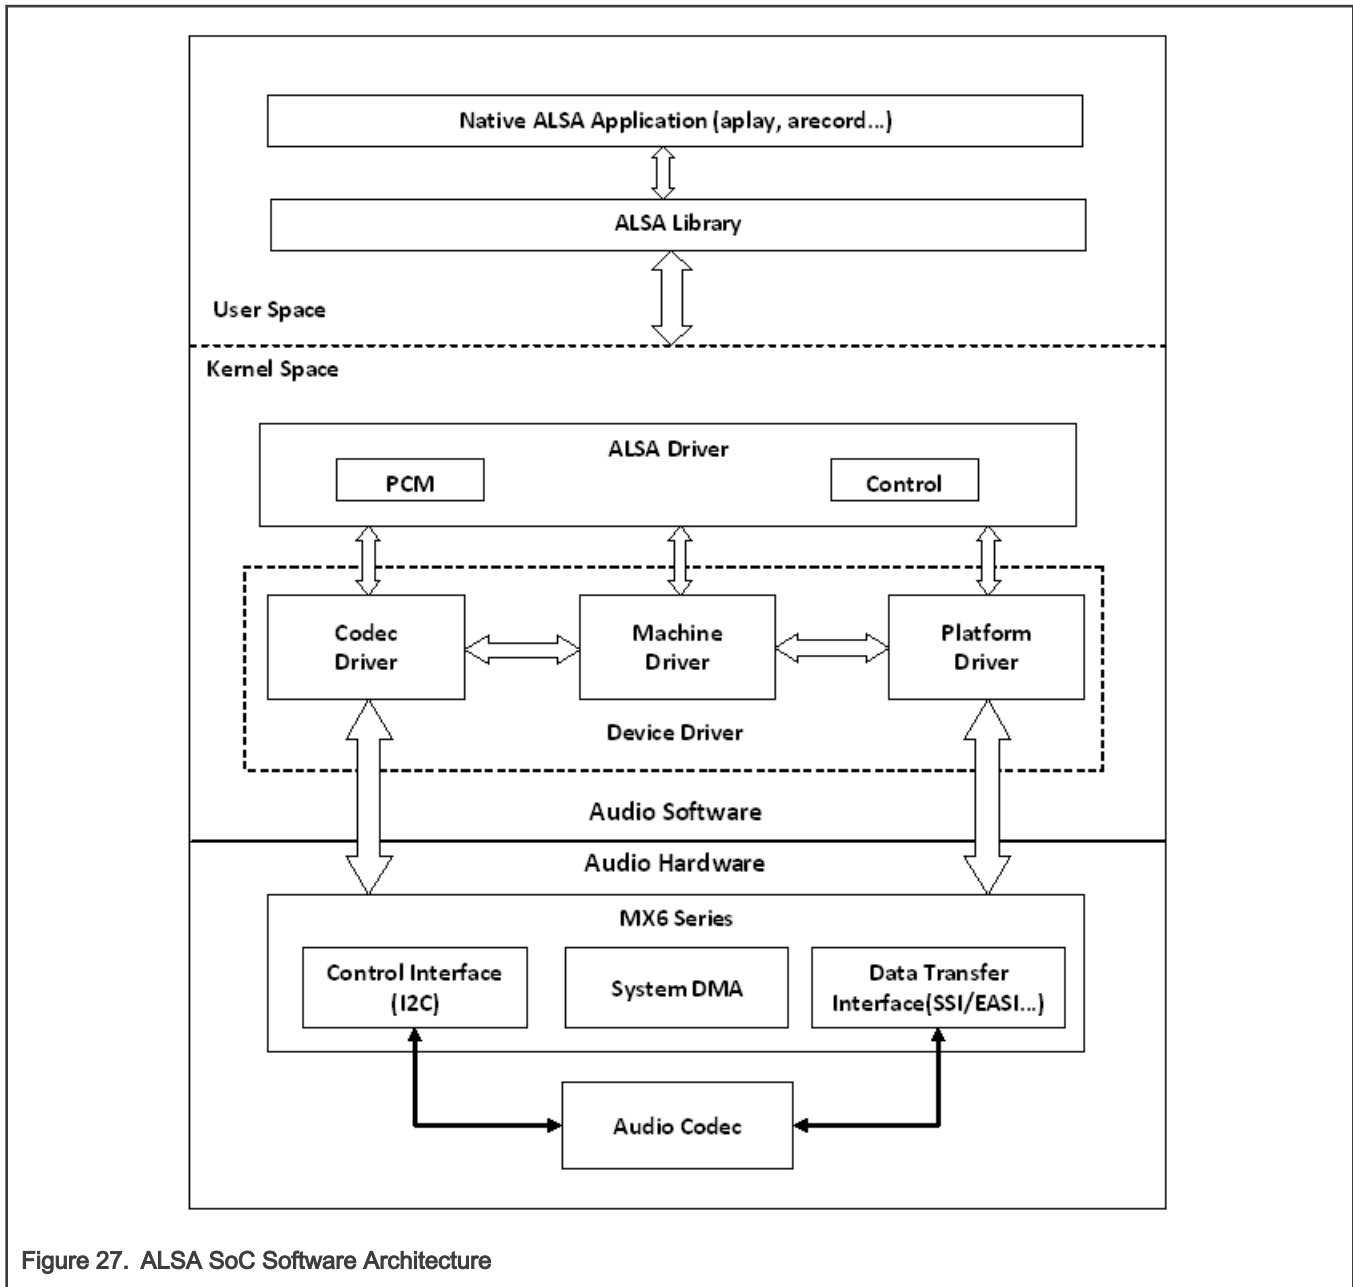 Native ALSA Application (aplay, arecord...)
ALSA Library
User Space
Kernel Space
ALSA Driver
PCM
Control
Codec
Driver
Machine
Driver
Platform
Driver
Device Driver
Audio Software
Audio Hardware
MX6 Series
Control Interface
(I2C)
System DMA
Data Transfer
Interface(SSI/EASI...)
Audio Codec
Figure 27. ALSA SoC Software Architecture